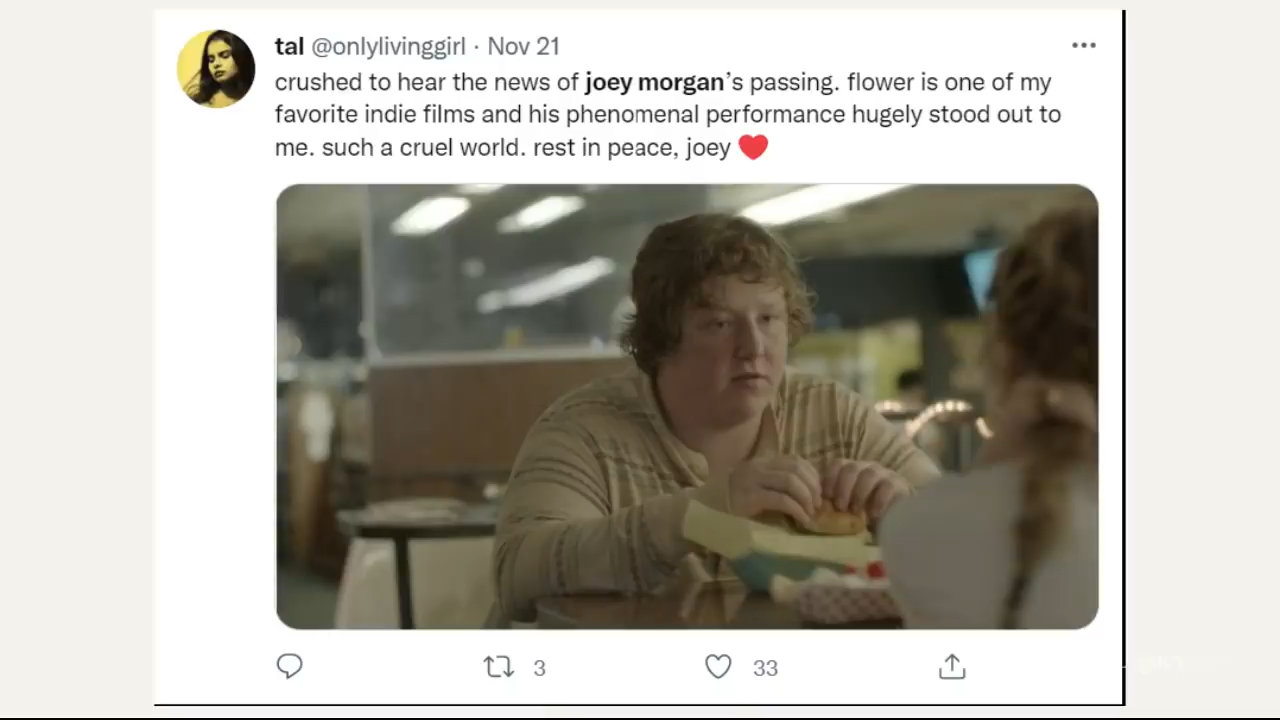 tal @onlylivinggirl · Nov 21
crushed to hear the news of joey morgan's passing. flower is one of my
favorite indie films and his phenomenal performance hugely stood out to
me. such a cruel world. rest in peace, joey ❤️
3 33